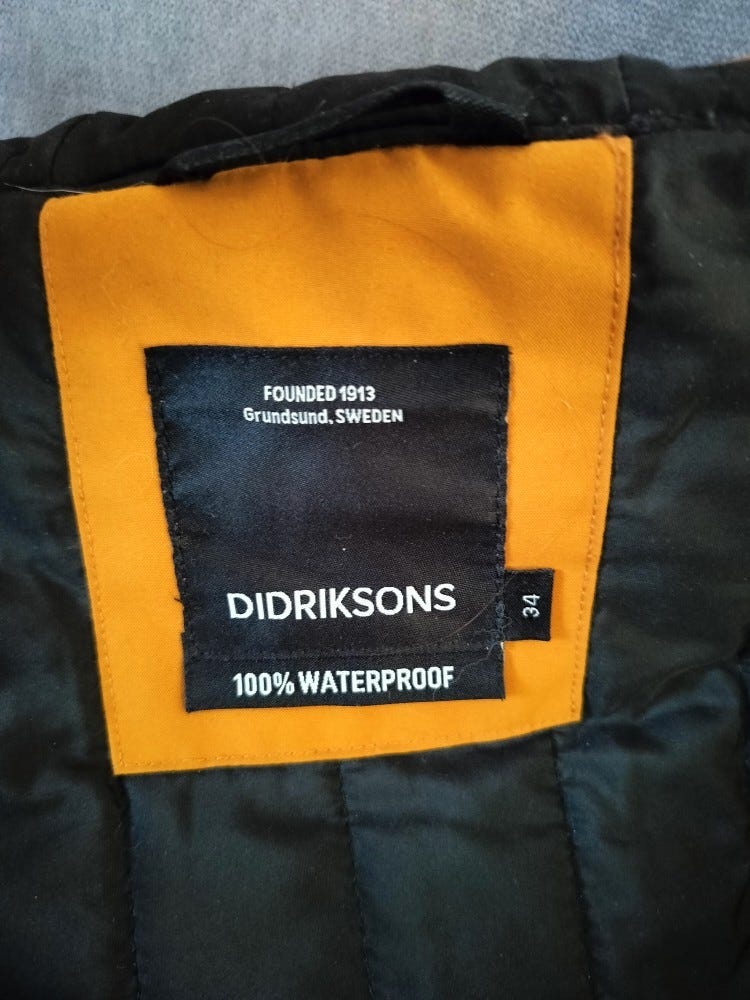 FOUNDED 1913
Grundsund, SWEDEN
DIDRIKSONS
34
100% WATERPROOF